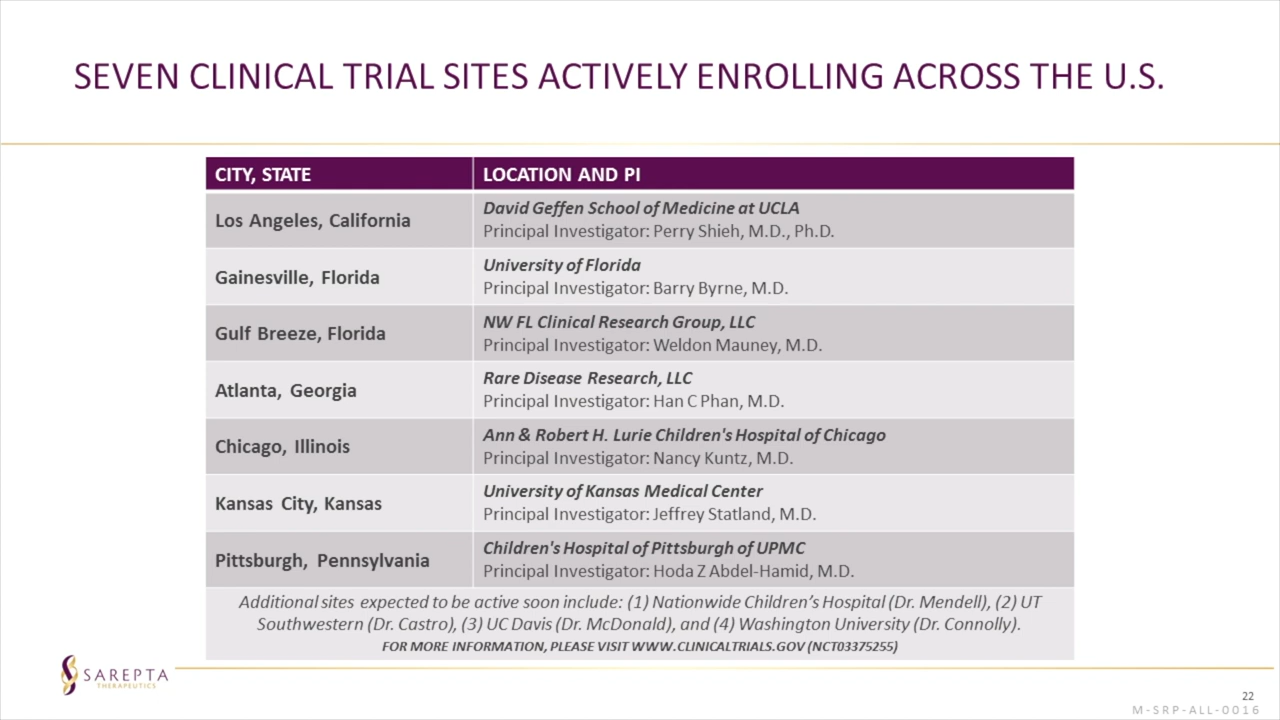 SEVEN CLINICAL TRIAL SITES ACTIVELY ENROLLING ACROSS THE U.S.
CITY, STATE
LOCATION AND PI
Los Angeles, California
David Geffen School of Medicine at UCLA
Principal Investigator: Perry Shieh, M.D., Ph.D.
Gainesville, Florida
University of Florida
Principal Investigator: Barry Byrne, M.D.
Gulf Breeze, Florida
NW FL Clinical Research Group, LLC
Principal Investigator: Weldon Mauney, M.D.
Atlanta, Georgia
Rare Disease Research, LLC
Principal Investigator: Han C Phan, M.D.
Chicago, Illinois
Ann & Robert H. Lurie Children's Hospital of Chicago
Principal Investigator: Nancy Kuntz, M.D.
Kansas City, Kansas
University of Kansas Medical Center
Principal Investigator: Jeffrey Statland, M.D.
Pittsburgh, Pennsylvania
Children's Hospital of Pittsburgh of UPMC
Principal Investigator: Hoda Z Abdel-Hamid, M.D.
Additional sites expected to be active soon include: (1) Nationwide Children’s Hospital (Dr. Mendell), (2) UT
Southwestern (Dr. Castro), (3) UC Davis (Dr. McDonald), and (4) Washington University (Dr. Connolly).
FOR MORE INFORMATION, PLEASE VISIT WWW.CLINICALTRIALS.GOV (NCT03375255)
SAREPTA
THERAPEUTICS
22
M-SRP-ALL-0016